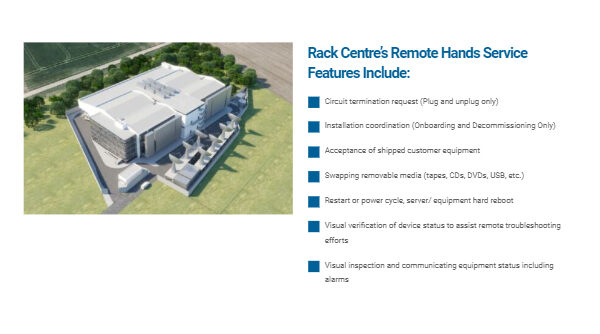 Rack Centre's Remote Hands Service
Features Include:
Circuit termination request (Plug and unplug only)
Installation coordination (Onboarding and Decommissioning Only)
Acceptance of shipped customer equipment
Swapping removable media (tapes, CDs, DVDs, USB, etc.)
Restart or power cycle, server/ equipment hard reboot
Visual verification of device status to assist remote troubleshooting
efforts
Visual inspection and communicating equipment status including
alarms